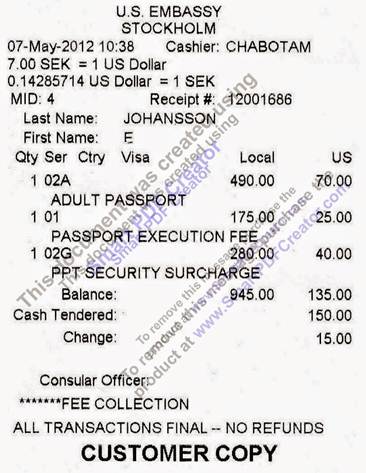 U.S. EMBASSY
STOCKHOLM
07-May-2012 10:38 Cashier: CHABOTAM
7.00 SEK = 1 US Dollar
0.14285714 US Dollar = 1 SEK
MID: 4 Receipt #: 12001686
Last Name: JOHANSSON
First Name: E
Qty Ser Ctry Visa Local US
1 02A 490.00 70.00
ADULT PASSPORT
1 01 175.00 25.00
PASSPORT EXECUTION FEE
1 02G 280.00 40.00
PPT SECURITY SURCHARGE
Balance: 945.00 135.00
Cash Tendered: 150.00
Change: 15.00
Consular Officer:
*******FEE COLLECTION
ALL TRANSACTIONS FINAL -- NO REFUNDS
CUSTOMER COPY
This document was created using
Smart PDF Creator
To remove this message purchase the
product at www.SmartPDFCreator.com